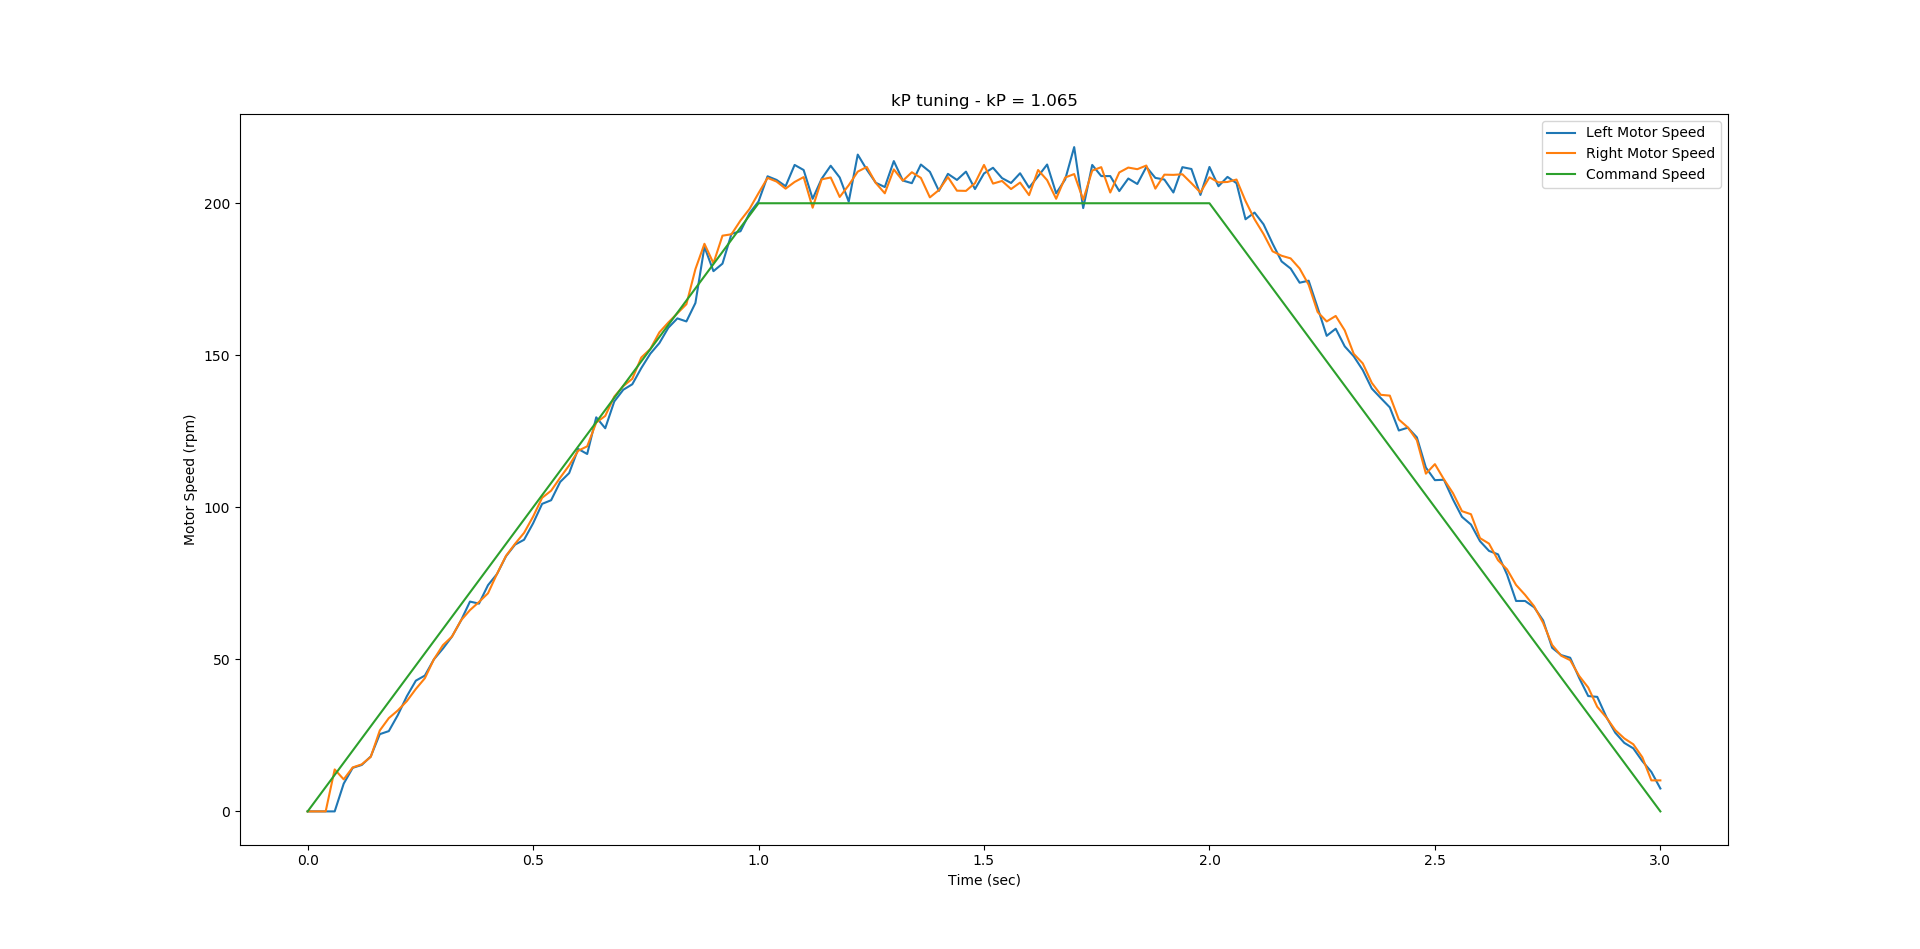 kP tuning - kP = 1.065
Left Motor Speed
Right Motor Speed
Command Speed
200
150
100
50
0
Motor Speed (rpm)
0.0 0.5 1.0 1.5 2.0 2.5 3.0
Time (sec)